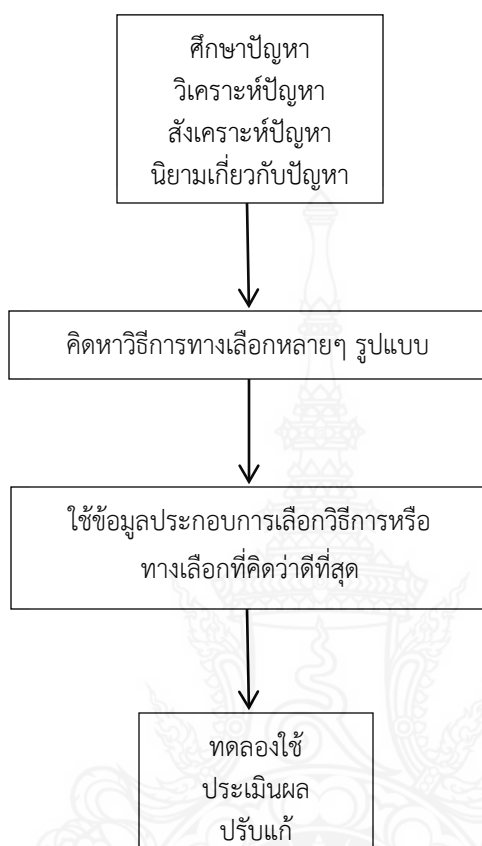 ศึกษาปัญหา
วิเคราะห์ปัญหา
สังเคราะห์ปัญหา
นิยามเกี่ยวกับปัญหา
คิดหาวิธีการทางเลือกหลายๆ รูปแบบ
ใช้ข้อมูลประกอบการเลือกวิธีการหรือ
ทางเลือกที่คิดว่าดีที่สุด
ทดลองใช้
ประเมินผล
ปรับแก้